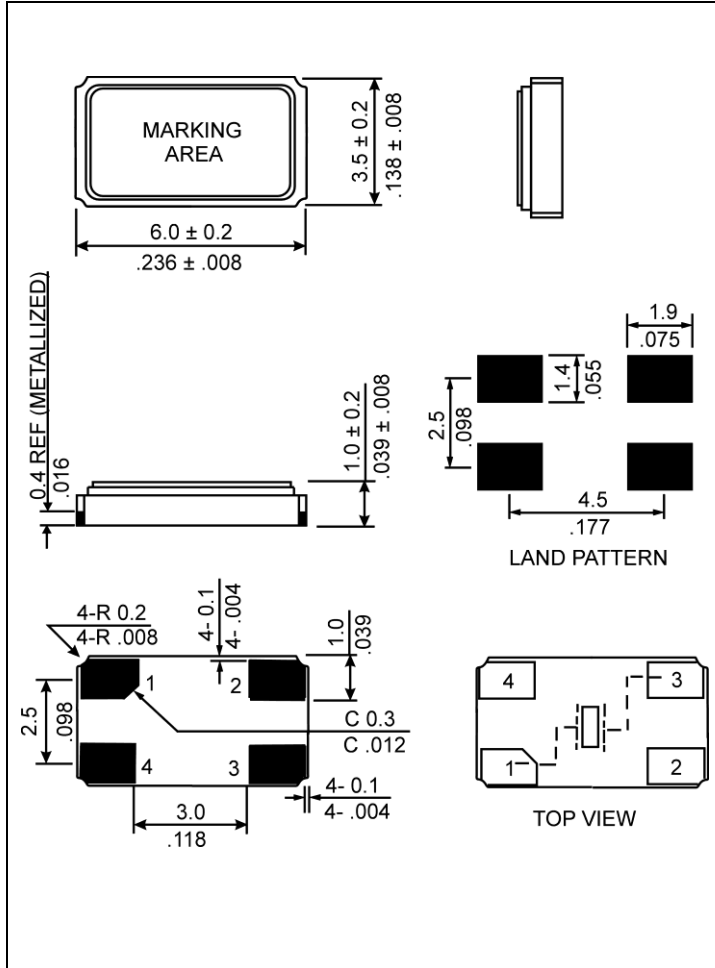 MARKING
AREA
3.5 ± 0.2
.138 ± .008
6.0 ± 0.2
.236 ± .008
0.4 REF (METALLIZED)
.016
1.0 ± 0.2
.039 ± .008
1.9
.075
1.4
.055
2.5
.098
4.5
.177
LAND PATTERN
4-R 0.2
4-R .008
4- 0.1
4- .004
1.0
.039
1
2
2.5
.098
C 0.3
C .012
4
3
4- 0.1
4- .004
3.0
.118
4
3
1
2
TOP VIEW